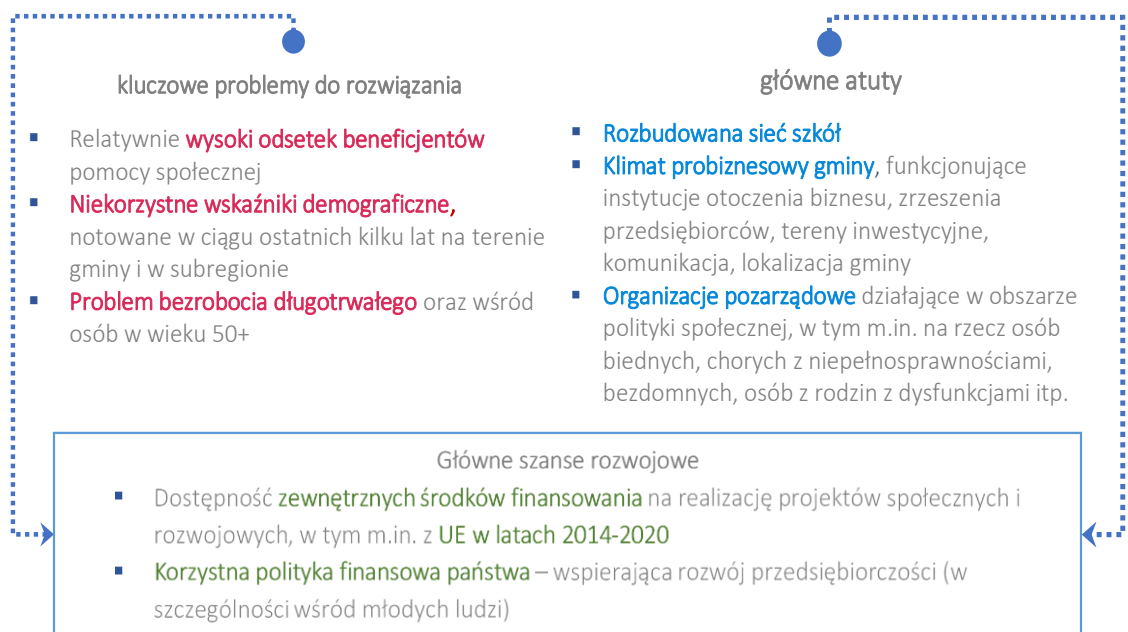 kluczowe problemy do rozwiązania
▪ Relatywnie wysoki odsetek beneficjentów
pomocy społecznej
▪ Niekorzystne wskaźniki demograficzne,
notowane w ciągu ostatnich kilku lat na terenie
gminy i w subregionie
▪ Problem bezrobocia długotrwałego oraz wśród
osób w wieku 50+
główne atuty
▪ Rozbudowana sieć szkół
▪ Klimat probiznesowy gminy, funkcjonujące
instytucje otoczenia biznesu, zrzeszenia
przedsiębiorców, tereny inwestycyjne,
komunikacja, lokalizacja gminy
▪ Organizacje pozarządowe działające w obszarze
polityki społecznej, w tym m.in. na rzecz osób
biednych, chorych z niepełnosprawnościami,
bezdomnych, osób z rodzin z dysfunkcjami itp.
Główne szanse rozwojowe
▪ Dostępność zewnętrznych środków finansowania na realizację projektów społecznych i
rozwojowych, w tym m.in. z UE w latach 2014-2020
▪ Korzystna polityka finansowa państwa – wspierająca rozwój przedsiębiorczości (w
szczególności wśród młodych ludzi)